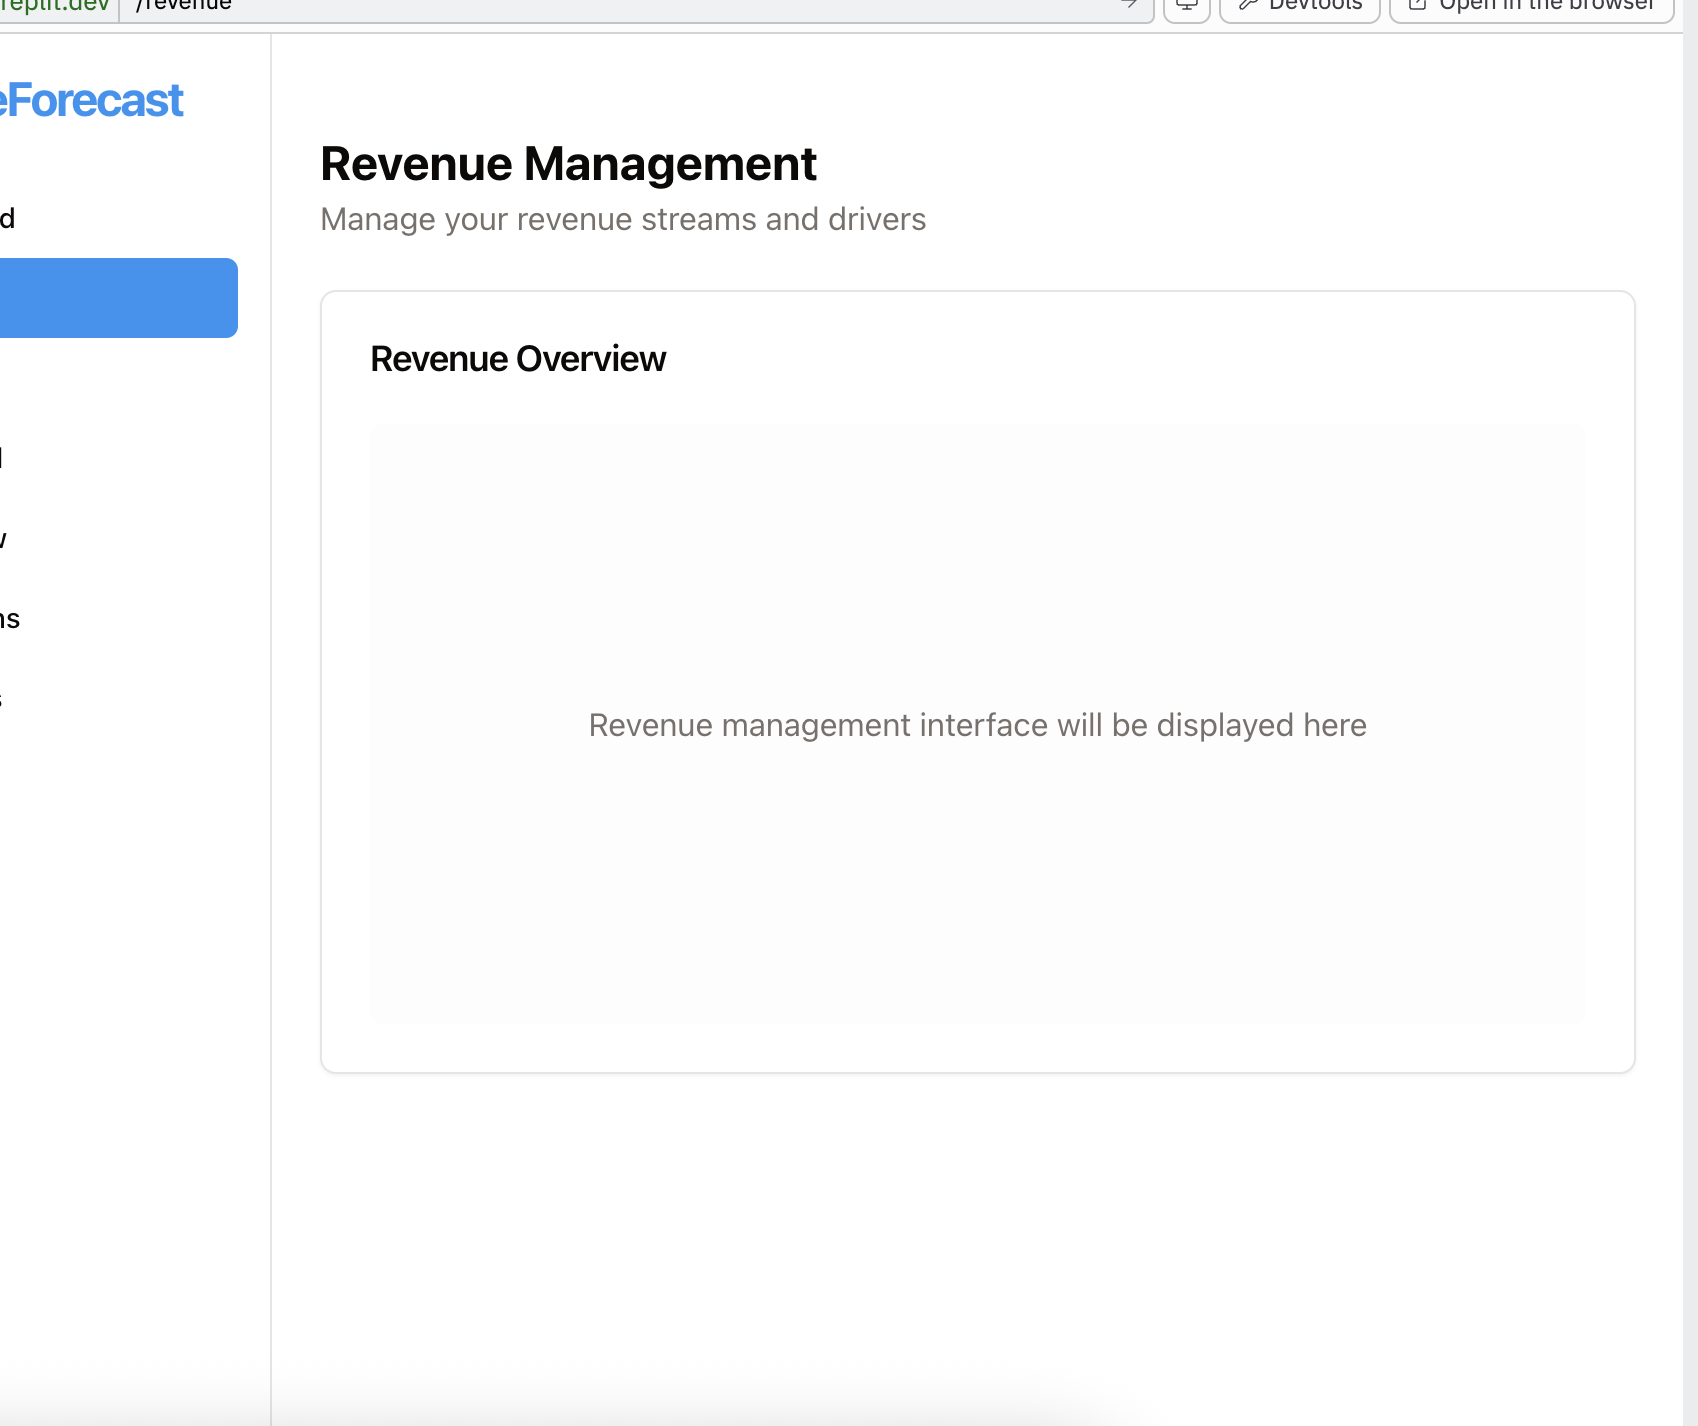 replit.dev /revenue Devtools Open in the browser
eForecast
Revenue Management
Manage your revenue streams and drivers
d
Revenue Overview
w
ns
s
Revenue management interface will be displayed here